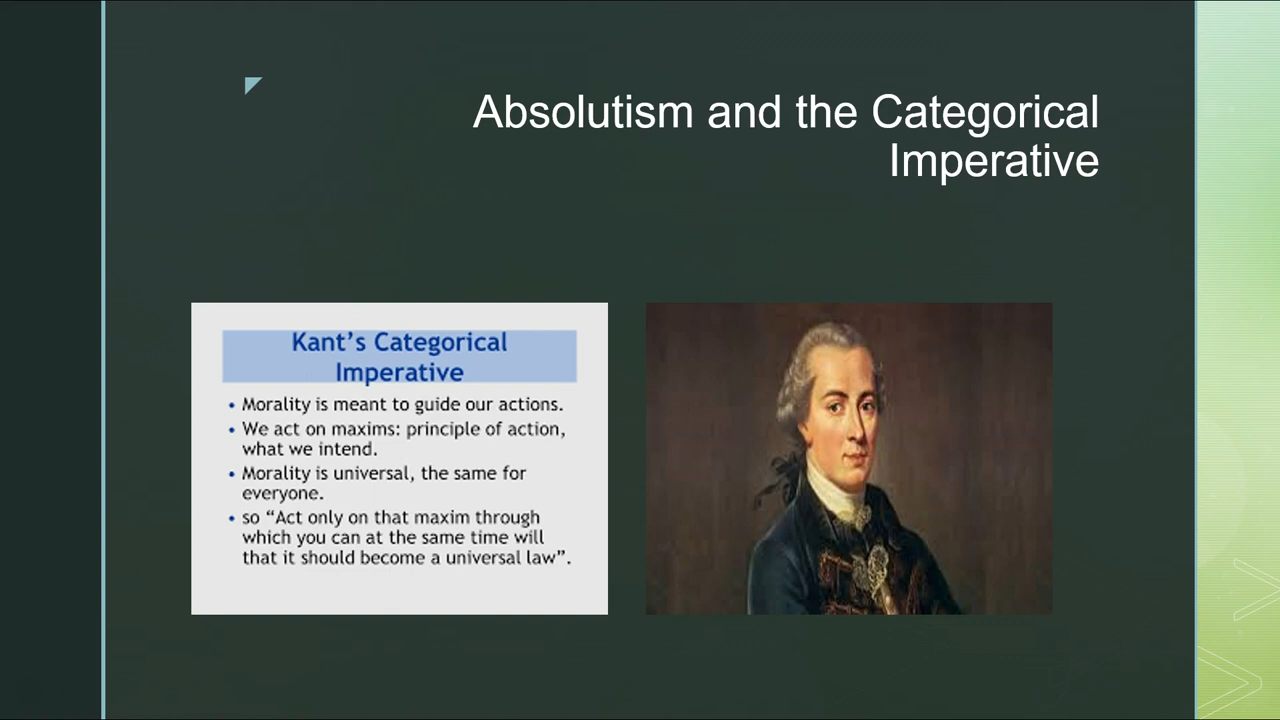 Absolutism and the Categorical
Imperative
Kant’s Categorical
Imperative
• Morality is meant to guide our actions.
• We act on maxims: principle of action,
what we intend.
• Morality is universal, the same for
everyone.
• so “Act only on that maxim through
which you can at the same time will
that it should become a universal law”.